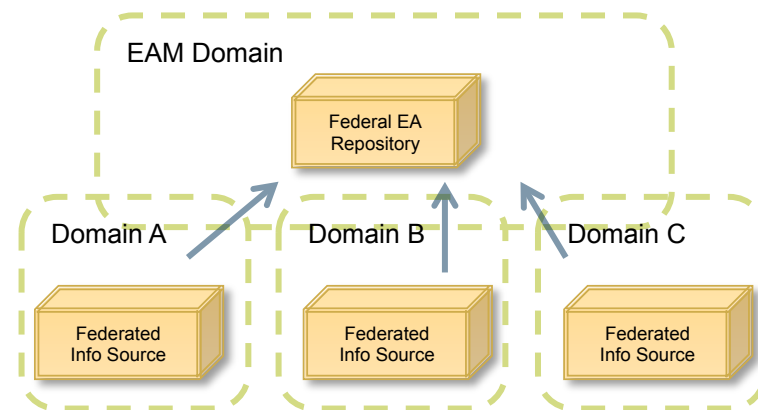 EAM Domain
Federal EA
Repository
Domain A
Domain B
Domain C
Federated
Info Source
Federated
Info Source
Federated
Info Source